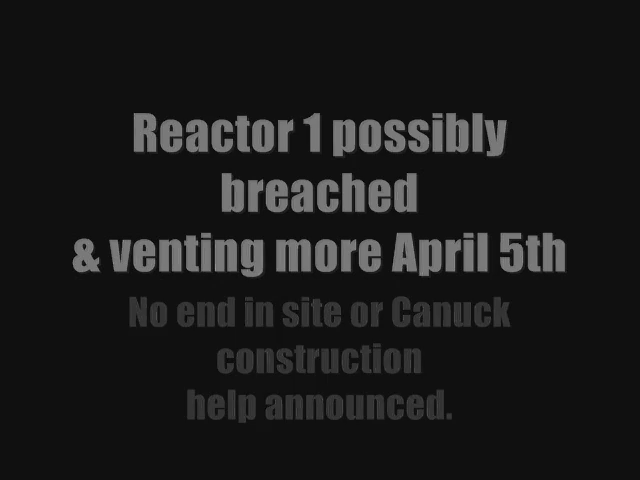 Reactor 1 possibly
breached
& venting more April 5th
No end in site or Canuck
construction
help announced.